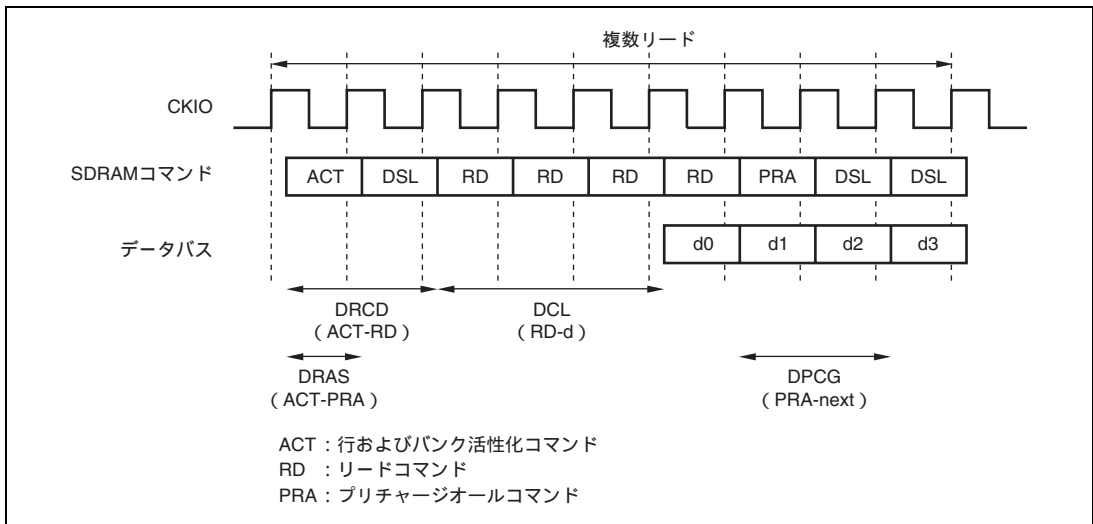 複数リード
CKIO
SDRAMコマンド
ACT DSL RD RD RD RD PRA DSL DSL
データバス
d0 d1 d2 d3
DRCD
(ACT-RD)
DCL
(RD-d)
DRAS
(ACT-PRA)
DPCG
(PRA-next)
ACT:行およびバンク活性化コマンド
RD :リードコマンド
PRA:プリチャージオールコマンド